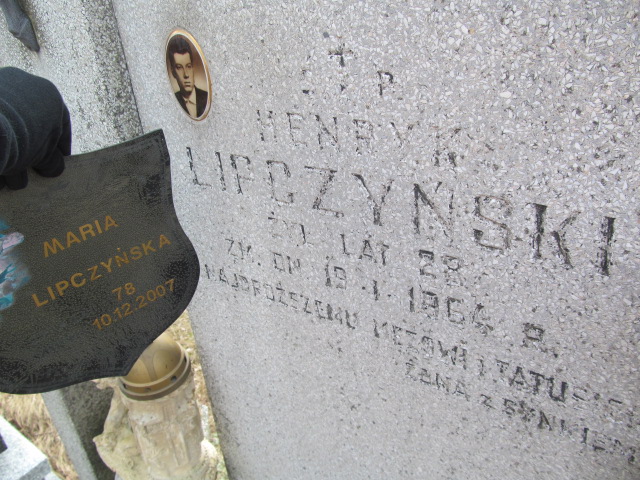 Ś. P.
HENRYK
LIPCZYŃSKI
ŻYŁ LAT 28
ZM. DN 19.I.1964 R.
NAJDROŻSZEMU MĘŻOWI I TATUSIOWI
ŻONA Z SYNKIEM
MARIA
LIPCZYŃSKA
78
10.12.2007